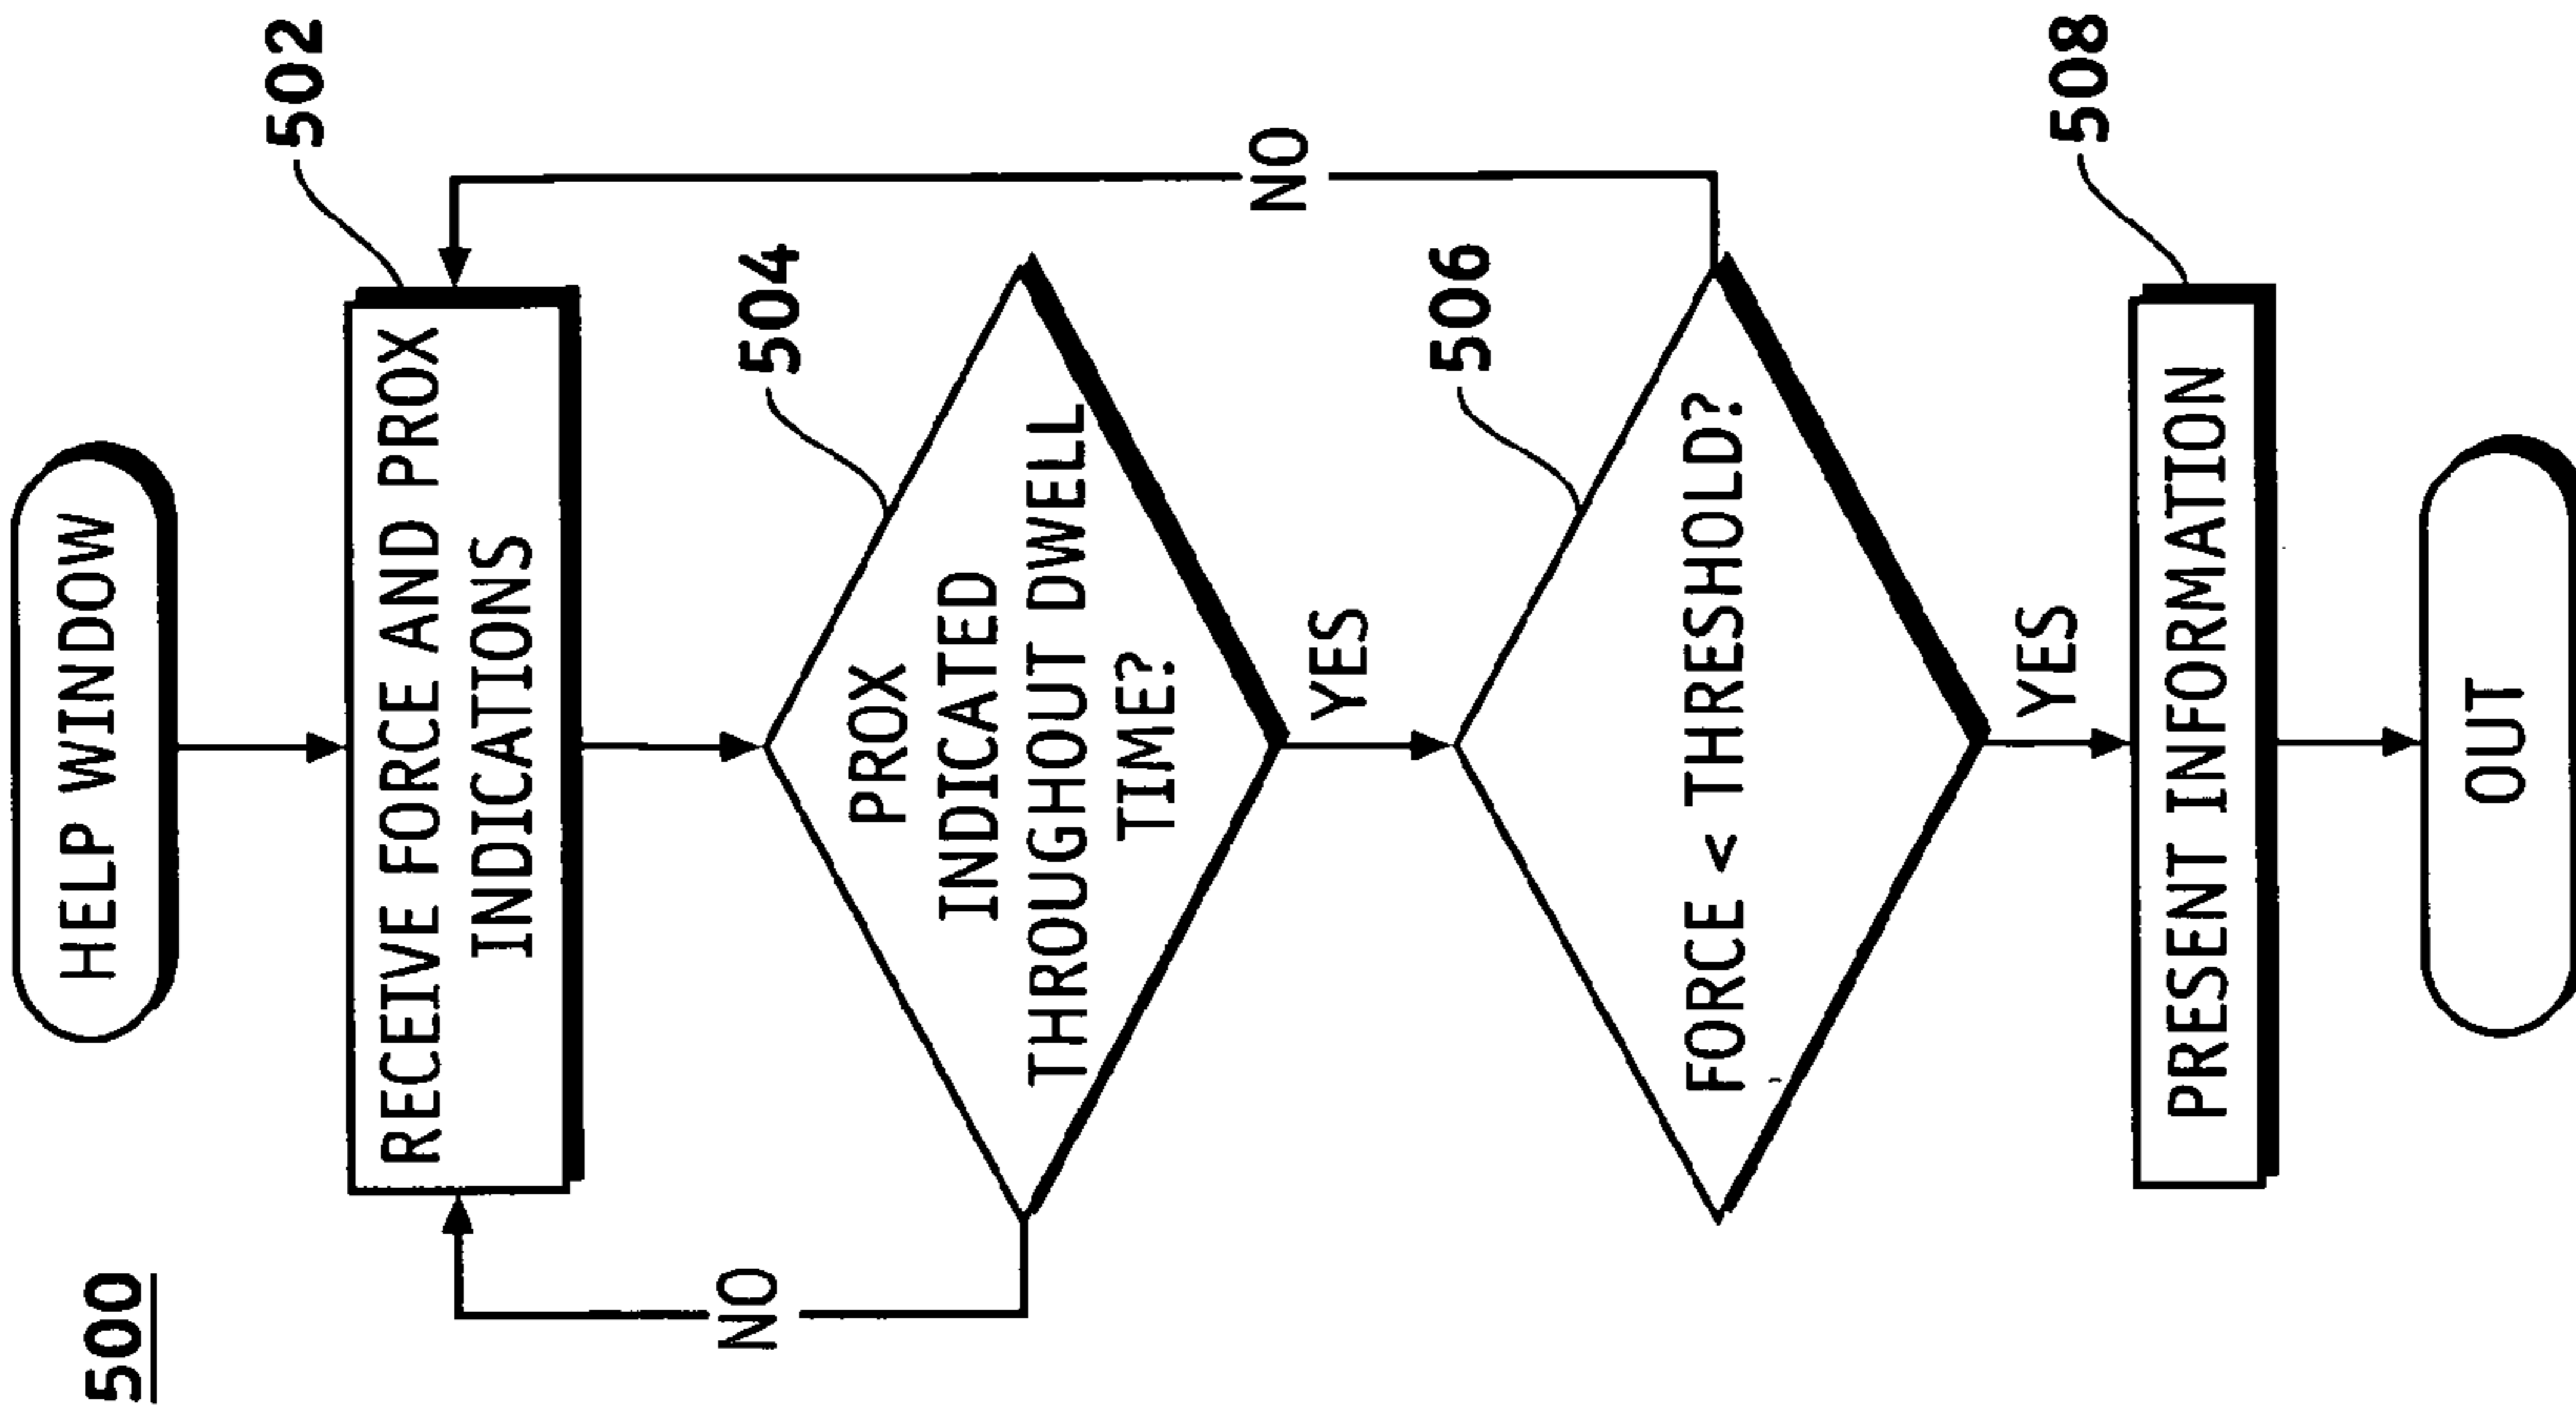 500
HELP WINDOW
502
RECEIVE FORCE AND PROX
INDICATIONS
504
PROX
INDICATED
THROUGHOUT DWELL
TIME?
NO
YES
506
FORCE < THRESHOLD?
NO
YES
508
PRESENT INFORMATION
OUT